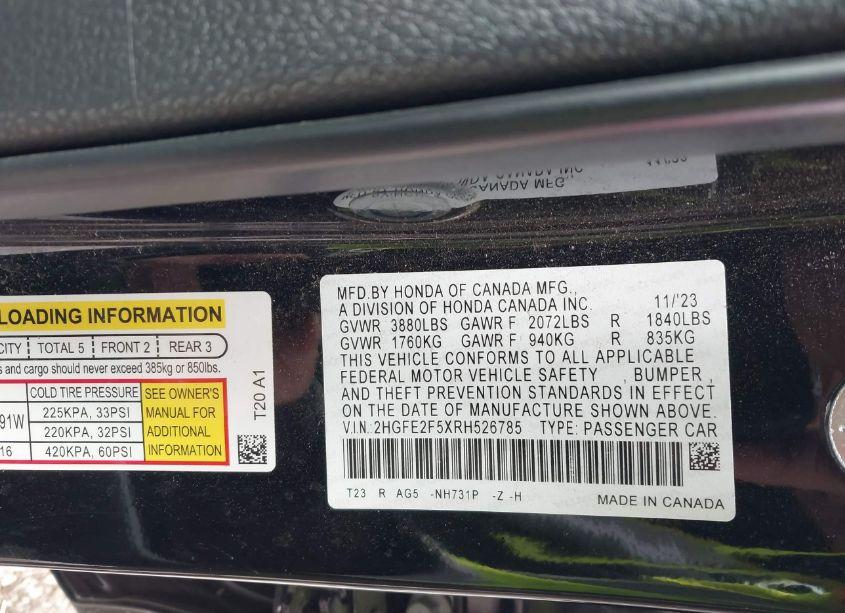 LOADING INFORMATION
CITY TOTAL 5 FRONT 2 REAR 3
s and cargo should never exceed 385kg or 850lbs.
COLD TIRE PRESSURE
91W 225KPA, 33PSI
220KPA, 32PSI
16 420KPA, 60PSI
SEE OWNER'S
MANUAL FOR
ADDITIONAL
INFORMATION
T20 A1
MFD.BY HONDA OF CANADA MFG.,
A DIVISION OF HONDA CANADA INC. 11/'23
GVWR 3880LBS GAWR F 2072LBS R 1840LBS
GVWR 1760KG GAWR F 940KG R 835KG
THIS VEHICLE CONFORMS TO ALL APPLICABLE
FEDERAL MOTOR VEHICLE SAFETY , BUMPER ,
AND THEFT PREVENTION STANDARDS IN EFFECT
ON THE DATE OF MANUFACTURE SHOWN ABOVE.
V.I.N. 2HGFE2F5XRH526785 TYPE: PASSENGER CAR
T23 R AG5 -NH731P -Z -H
MADE IN CANADA